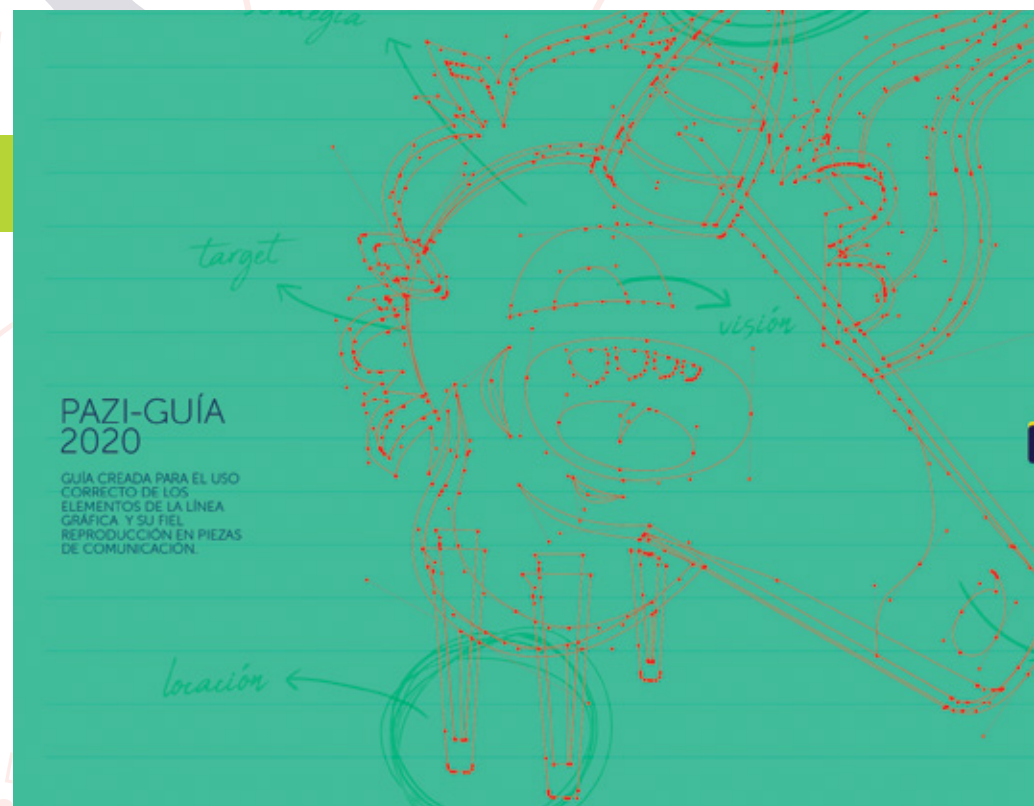 target
visión
PAZI-GUÍA
2020
GUÍA CREADA PARA EL USO
CORRECTO DE LOS
ELEMENTOS DE LA LÍNEA
GRÁFICA Y SU FIEL
REPRODUCCIÓN EN PIEZAS
DE COMUNICACIÓN.
locación